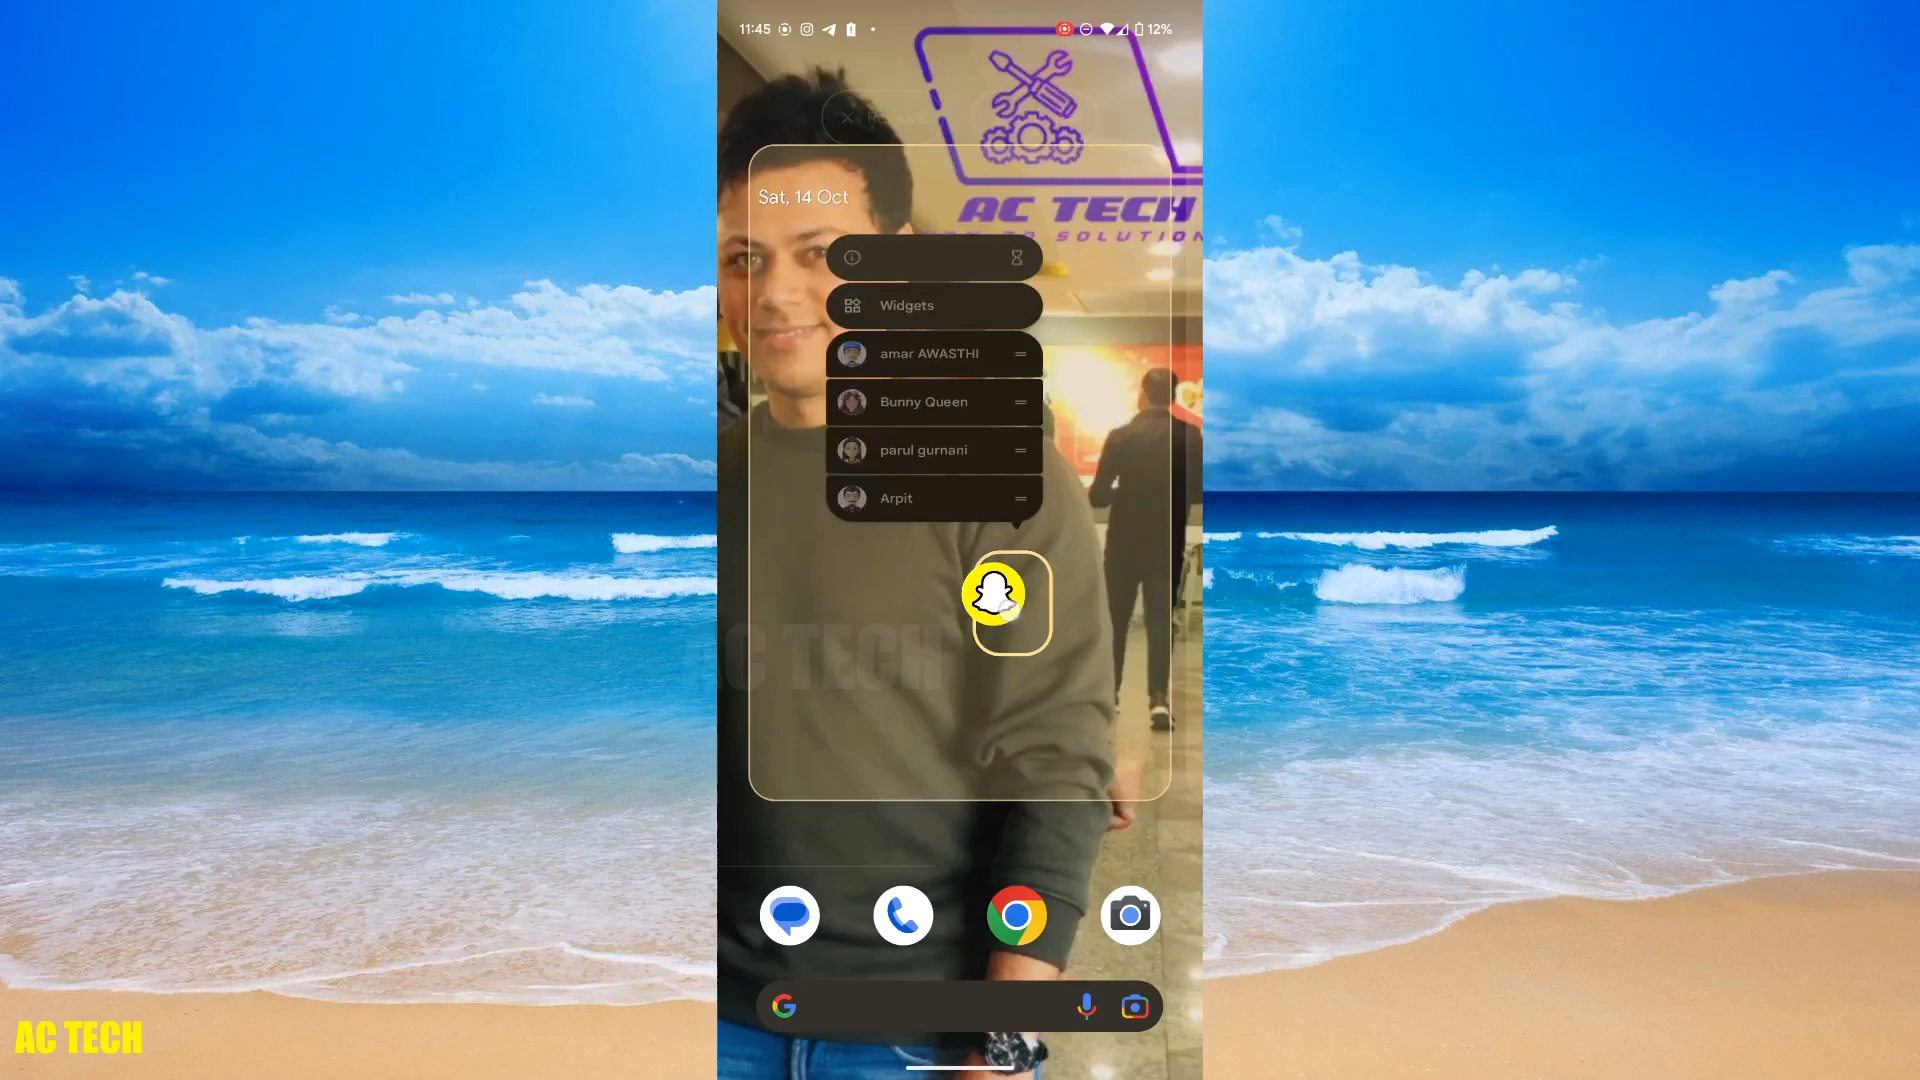 11:45
12%
Remove
AC TECH
SOLUTION
Sat, 14 Oct
Widgets
amar AWASTHI
Bunny Queen
parul gurnani
Arpit
AC TECH
AC TECH